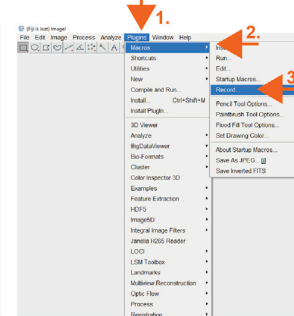 1.
(Fiji Is Just) ImageJ
File Edit Image Process Analyze Plugins Window Help
2.
Macros
Shortcuts
Utilities
New
Compile and Run...
Install... Ctrl+Shift+M
Install Plugin...
3D Viewer
Analyze
BigDataViewer
Bio-Formats
Cluster
Color Inspector 3D
Examples
Feature Extraction
HDF5
Image5D
Integral Image Filters
Janelia H265 Reader
LOCI
LSM Toolbox
Landmarks
Multiview Reconstruction
Optic Flow
Process
Registration
Run...
Edit...
Startup Macros...
3
Record...
Pencil Tool Options...
Paintbrush Tool Options...
Flood Fill Tool Options...
Set Drawing Color...
About Startup Macros...
Save As JPEG...
Save Inverted FITS